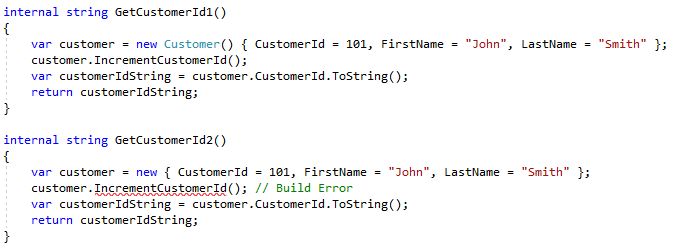 internal string GetCustomerId1()
{
var customer = new Customer() { CustomerId = 101, FirstName = "John", LastName = "Smith" };
customer.IncrementCustomerId();
var customerIdString = customer.CustomerId.ToString();
return customerIdString;
}
internal string GetCustomerId2()
{
var customer = new { CustomerId = 101, FirstName = "John", LastName = "Smith" };
customer.IncrementCustomerId(); // Build Error
var customerIdString = customer.CustomerId.ToString();
return customerIdString;
}